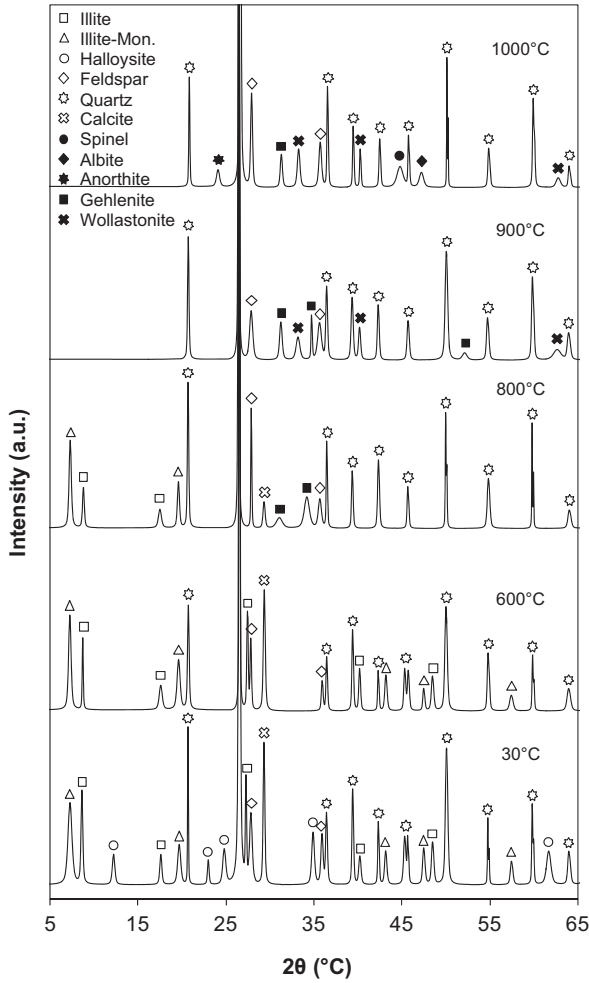 Illite
Illite-Mon.
Halloysite
Feldspar
Quartz
Calcite
Spinel
Albite
Anorthite
Gehlenite
Wollastonite
1000°C
900°C
800°C
600°C
30°C
Intensity (a.u.)
5 15 25 35 45 55 65
2θ (°C)